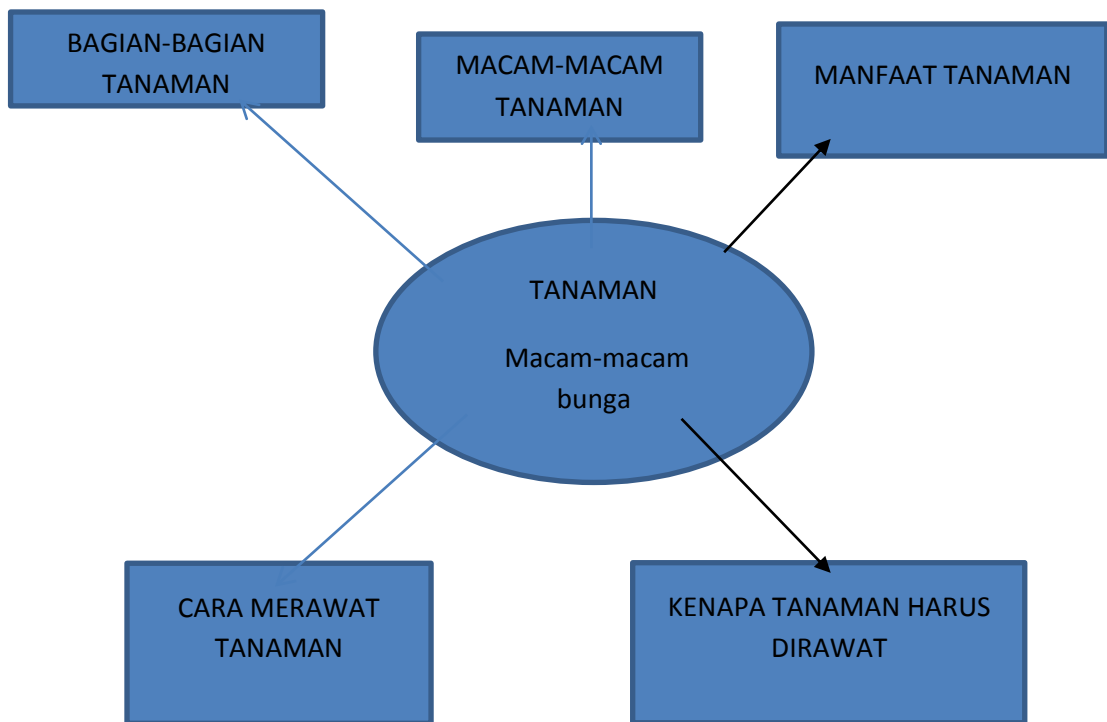 BAGIAN-BAGIAN
TANAMAN
MACAM-MACAM
TANAMAN
MANFAAT TANAMAN
TANAMAN
Macam-macam
bunga
CARA MERAWAT
TANAMAN
KENAPA TANAMAN HARUS
DIRAWAT